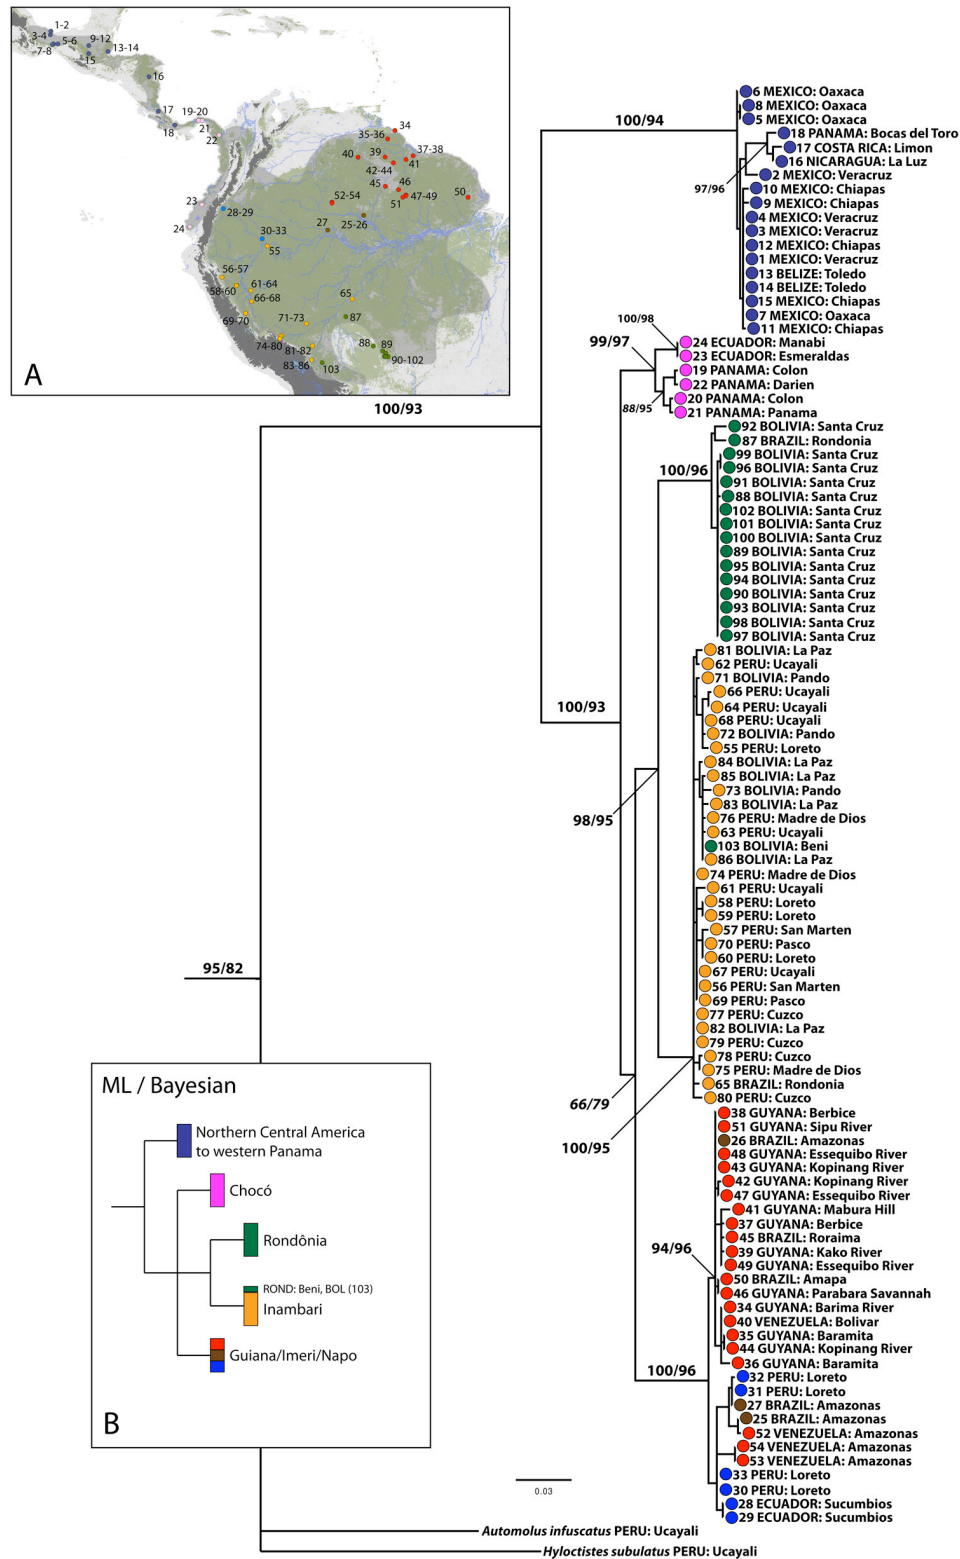 1-2
3-4
5-6
7-8
9-12
13-14
15
16
17
18
19-20
21
22
23
24
28-29
30-33
55
27
25-26
34
35-36
37-38
39
40
41
42-44
45
46
47-49
50
51
52-54
56-57
58-60
61-64
66-68
69-70
65
71-73
74-80
81-82
83-86
87
88
89
90-102
103
A
100/94
97/96
6 MEXICO: Oaxaca
8 MEXICO: Oaxaca
5 MEXICO: Oaxaca
18 PANAMA: Bocas del Toro
17 COSTA RICA: Limon
16 NICARAGUA: La Luz
2 MEXICO: Veracruz
10 MEXICO: Chiapas
9 MEXICO: Chiapas
4 MEXICO: Veracruz
3 MEXICO: Veracruz
12 MEXICO: Chiapas
1 MEXICO: Veracruz
13 BELIZE: Toledo
14 BELIZE: Toledo
15 MEXICO: Chiapas
7 MEXICO: Oaxaca
11 MEXICO: Chiapas
100/98
99/97
88/95
24 ECUADOR: Manabi
23 ECUADOR: Esmeraldas
19 PANAMA: Colon
22 PANAMA: Darien
20 PANAMA: Colon
21 PANAMA: Panama
100/93
100/96
92 BOLIVIA: Santa Cruz
87 BRAZIL: Rondonia
99 BOLIVIA: Santa Cruz
96 BOLIVIA: Santa Cruz
91 BOLIVIA: Santa Cruz
88 BOLIVIA: Santa Cruz
102 BOLIVIA: Santa Cruz
101 BOLIVIA: Santa Cruz
100 BOLIVIA: Santa Cruz
89 BOLIVIA: Santa Cruz
95 BOLIVIA: Santa Cruz
94 BOLIVIA: Santa Cruz
90 BOLIVIA: Santa Cruz
93 BOLIVIA: Santa Cruz
98 BOLIVIA: Santa Cruz
97 BOLIVIA: Santa Cruz
100/93
98/95
81 BOLIVIA: La Paz
62 PERU: Ucayali
71 BOLIVIA: Pando
66 PERU: Ucayali
64 PERU: Ucayali
68 PERU: Ucayali
72 BOLIVIA: Pando
55 PERU: Loreto
84 BOLIVIA: La Paz
85 BOLIVIA: La Paz
73 BOLIVIA: Pando
83 BOLIVIA: La Paz
76 PERU: Madre de Dios
63 PERU: Ucayali
103 BOLIVIA: Beni
86 BOLIVIA: La Paz
74 PERU: Madre de Dios
61 PERU: Ucayali
58 PERU: Loreto
59 PERU: Loreto
57 PERU: San Marten
70 PERU: Pasco
60 PERU: Loreto
67 PERU: Ucayali
56 PERU: San Marten
69 PERU: Pasco
77 PERU: Cuzco
82 BOLIVIA: La Paz
79 PERU: Cuzco
78 PERU: Cuzco
75 PERU: Madre de Dios
65 BRAZIL: Rondonia
80 PERU: Cuzco
95/82
66/79
100/95
38 GUYANA: Berbice
51 GUYANA: Sipu River
26 BRAZIL: Amazonas
48 GUYANA: Essequibo River
43 GUYANA: Kopinang River
42 GUYANA: Kopinang River
47 GUYANA: Essequibo River
41 GUYANA: Mabura Hill
37 GUYANA: Berbice
45 BRAZIL: Roraima
39 GUYANA: Kako River
49 GUYANA: Essequibo River
50 BRAZIL: Amapa
46 GUYANA: Parabara Savannah
34 GUYANA: Barima River
40 VENEZUELA: Bolivar
35 GUYANA: Baramita
44 GUYANA: Kopinang River
36 GUYANA: Baramita
94/96
100/96
32 PERU: Loreto
31 PERU: Loreto
27 BRAZIL: Amazonas
25 BRAZIL: Amazonas
52 VENEZUELA: Amazonas
54 VENEZUELA: Amazonas
53 VENEZUELA: Amazonas
33 PERU: Loreto
30 PERU: Loreto
28 ECUADOR: Sucumbios
29 ECUADOR: Sucumbios
ML / Bayesian
Northern Central America
to western Panama
Chocó
Rondônia
ROND: Beni, BOL (103)
Inambari
Guiana/Imeri/Napo
B
0.03
Automolus infuscatus PERU: Ucayali
Hyloctistes subulatus PERU: Ucayali